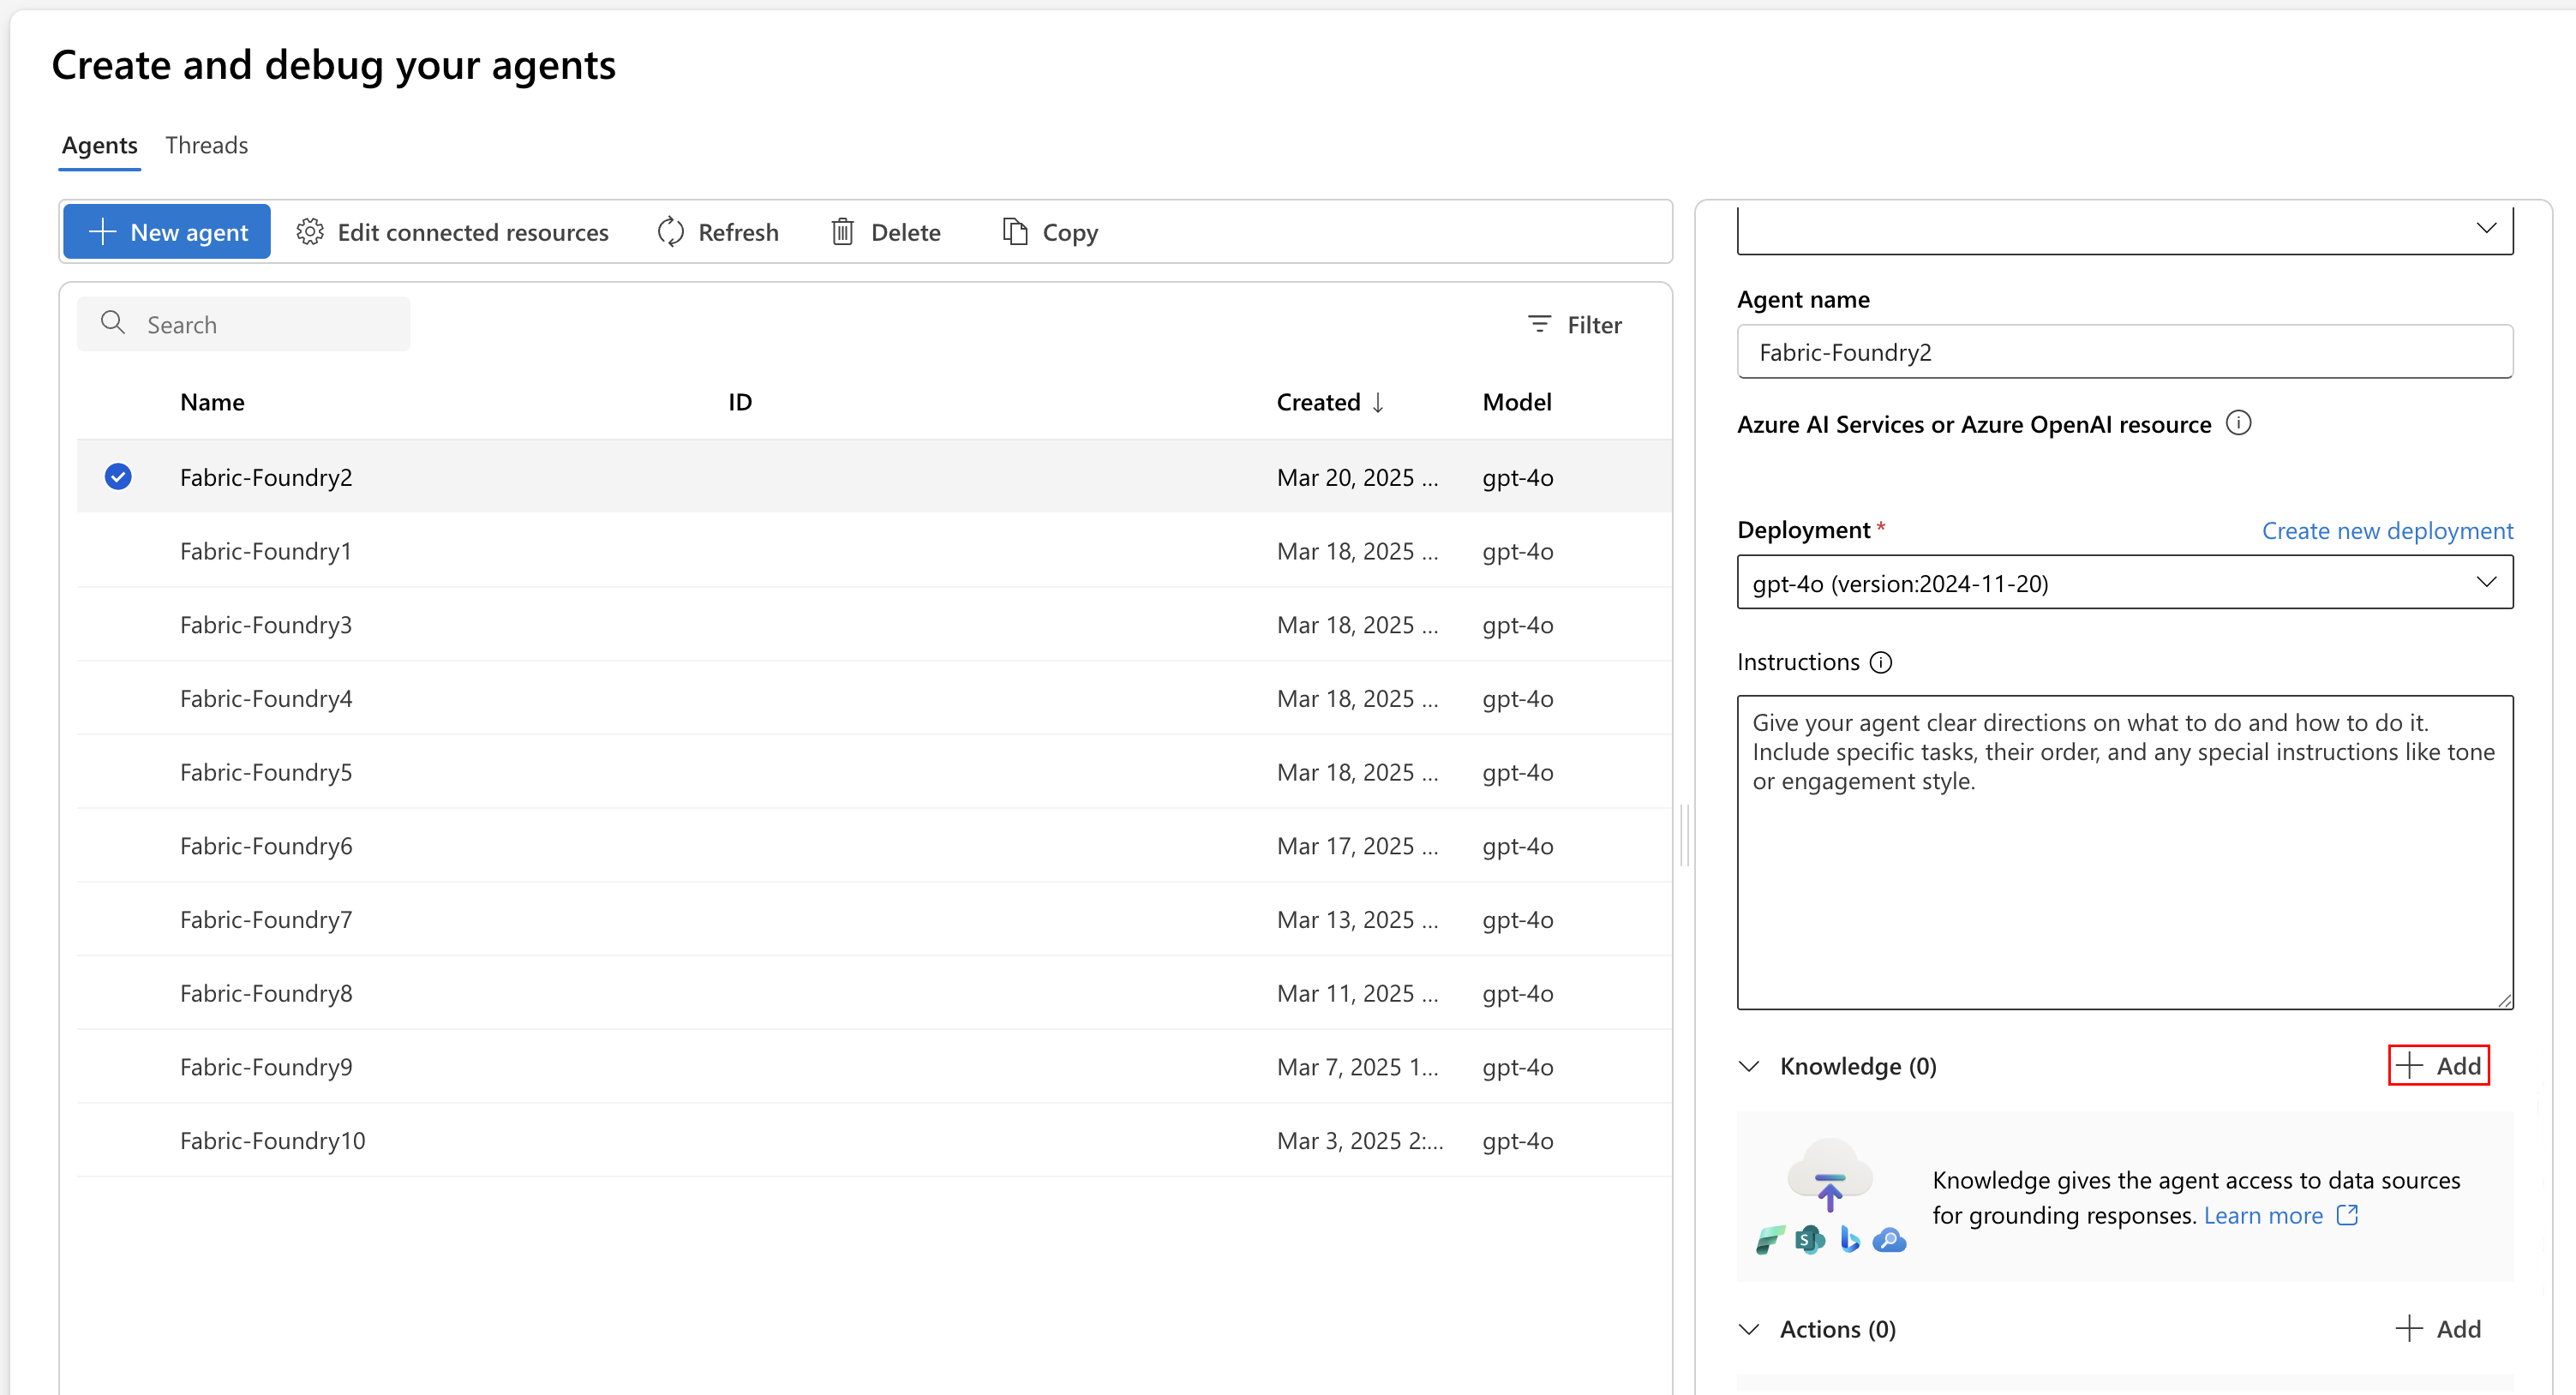 Create and debug your agents
Agents Threads
New agent Edit connected resources Refresh Delete Copy
Search Filter
Name ID Created ↓ Model
Fabric-Foundry2 Mar 20, 2025 ... gpt-4o
Fabric-Foundry1 Mar 18, 2025 ... gpt-4o
Fabric-Foundry3 Mar 18, 2025 ... gpt-4o
Fabric-Foundry4 Mar 18, 2025 ... gpt-4o
Fabric-Foundry5 Mar 18, 2025 ... gpt-4o
Fabric-Foundry6 Mar 17, 2025 ... gpt-4o
Fabric-Foundry7 Mar 13, 2025 ... gpt-4o
Fabric-Foundry8 Mar 11, 2025 ... gpt-4o
Fabric-Foundry9 Mar 7, 2025 1... gpt-4o
Fabric-Foundry10 Mar 3, 2025 2:... gpt-4o
Agent name
Fabric-Foundry2
Azure AI Services or Azure OpenAI resource
Deployment * Create new deployment
gpt-4o (version:2024-11-20)
Instructions
Give your agent clear directions on what to do and how to do it.
Include specific tasks, their order, and any special instructions like tone
or engagement style.
Knowledge (0) + Add
Knowledge gives the agent access to data sources
for grounding responses. Learn more
Actions (0) + Add